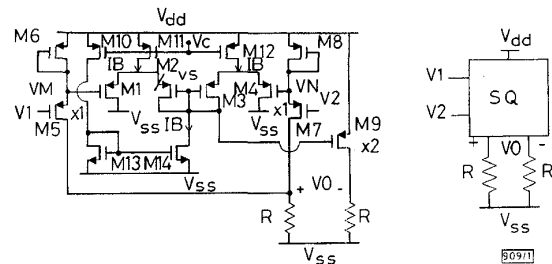 Vdd
M6
M10
M11
Vc
M12
M8
IB
IB
M2
vs
VM
M1
M3
M4
VN
V1
x1
Vss
Vss
x1
V2
M5
IB
M7
M9
x2
M13
M14
Vss
+ VO -
R
R
Vss
Vdd
V1
SQ
V2
+ VO -
R
R
Vss
909/1